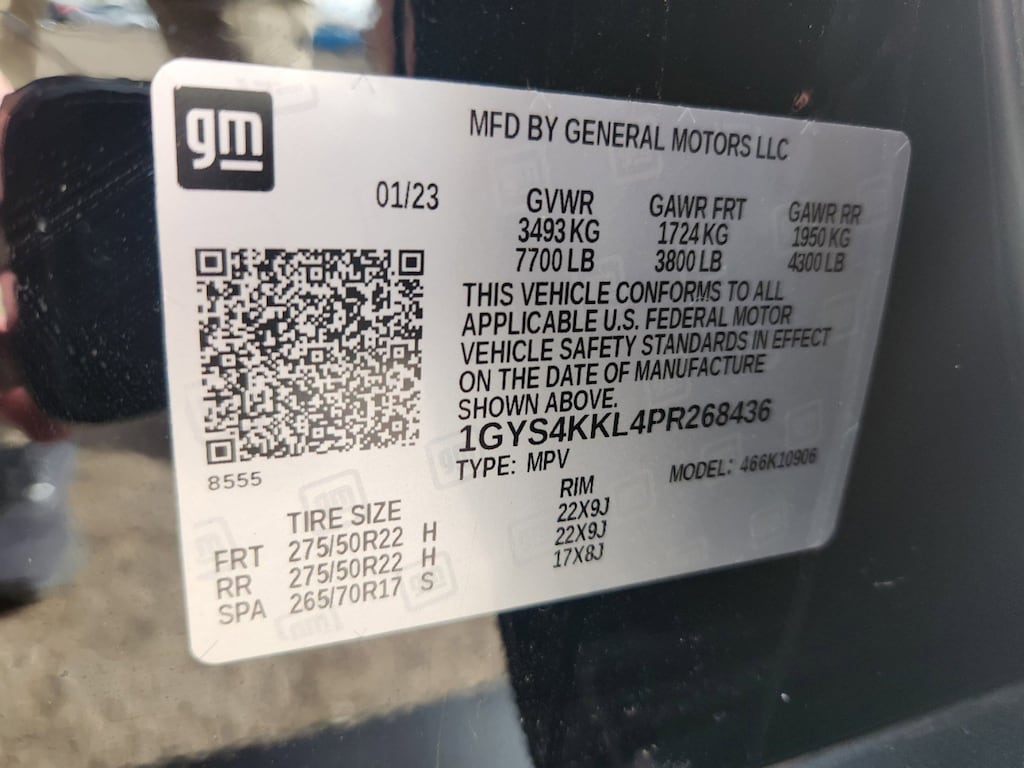 gm
MFD BY GENERAL MOTORS LLC
01/23
GVWR GAWR FRT GAWR RR
3493 KG 1724 KG 1950 KG
7700 LB 3800 LB 4300 LB
THIS VEHICLE CONFORMS TO ALL
APPLICABLE U.S. FEDERAL MOTOR
VEHICLE SAFETY STANDARDS IN EFFECT
ON THE DATE OF MANUFACTURE
SHOWN ABOVE.
1GYS4KKL4PR268436
TYPE: MPV MODEL: 466K10906
8555
TIRE SIZE RIM
FRT 275/50R22 H 22X9J
RR 275/50R22 H 22X9J
SPA 265/70R17 S 17X8J